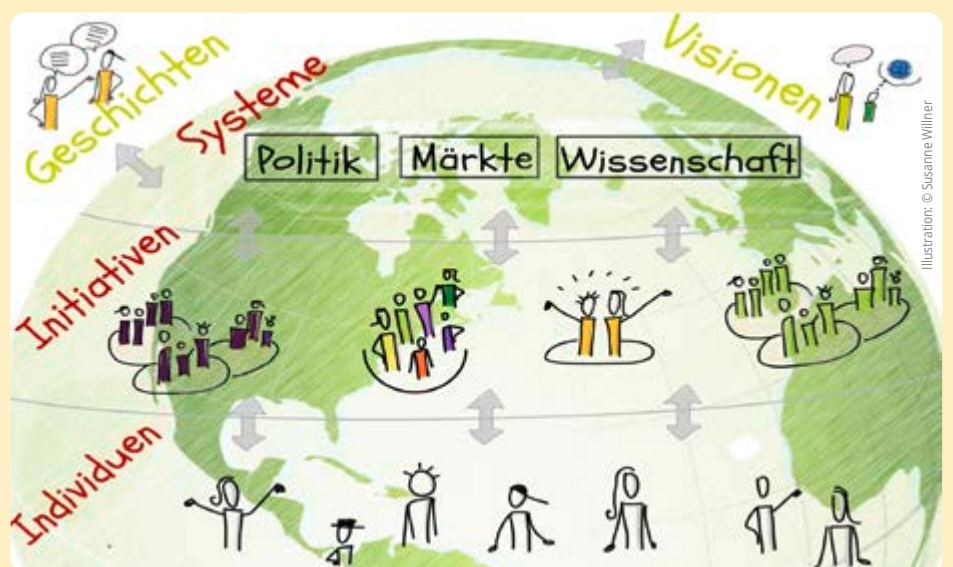 Geschichten
Systeme
Visionen
Politik
Märkte
Wissenschaft
Initiativen
Individuen
Illustration: © Susanne Willner